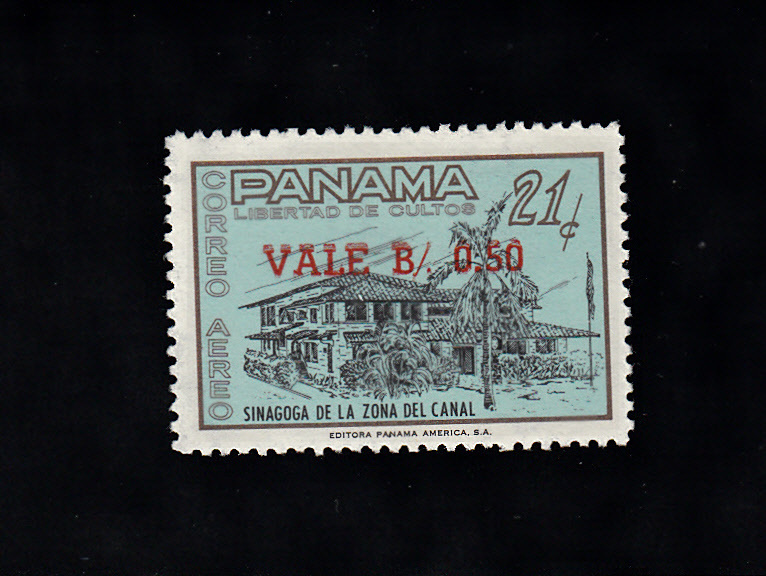 PANAMA
LIBERTAD DE CULTOS
21¢
CORREO AEREO
VALE B/. 0.50
SINAGOGA DE LA ZONA DEL CANAL
EDITORA PANAMA AMERICA, S.A.